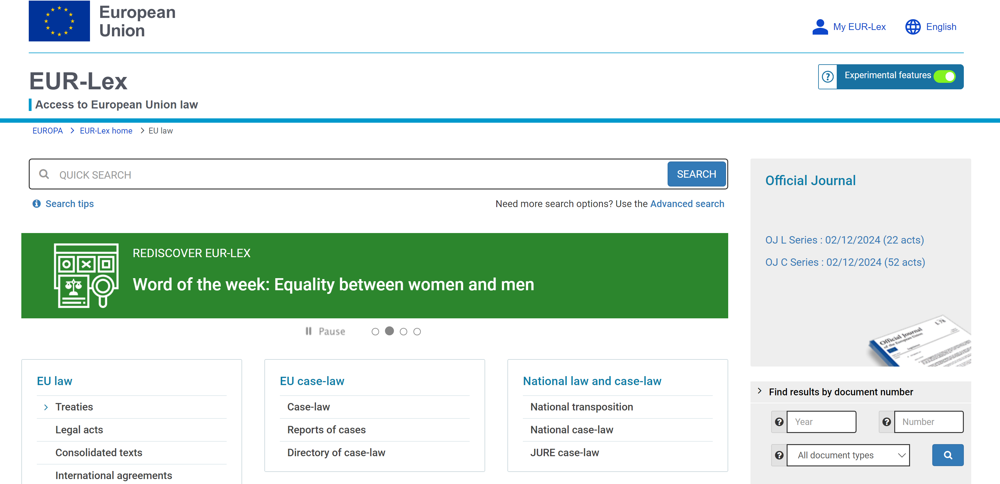 European
Union
My EUR-Lex
English
EUR-Lex
Experimental features
Access to European Union law
EUROPA > EUR-Lex home > EU law
QUICK SEARCH
SEARCH
Search tips
Need more search options? Use the Advanced search
REDISCOVER EUR-LEX
Word of the week: Equality between women and men
Pause
EU law
Treaties
Legal acts
Consolidated texts
International agreements
EU case-law
Case-law
Reports of cases
Directory of case-law
National law and case-law
National transposition
National case-law
JURE case-law
Official Journal
OJ L Series : 02/12/2024 (22 acts)
OJ C Series : 02/12/2024 (52 acts)
L 78
Official Journal
of the European Union
Find results by document number
Year
Number
All document types